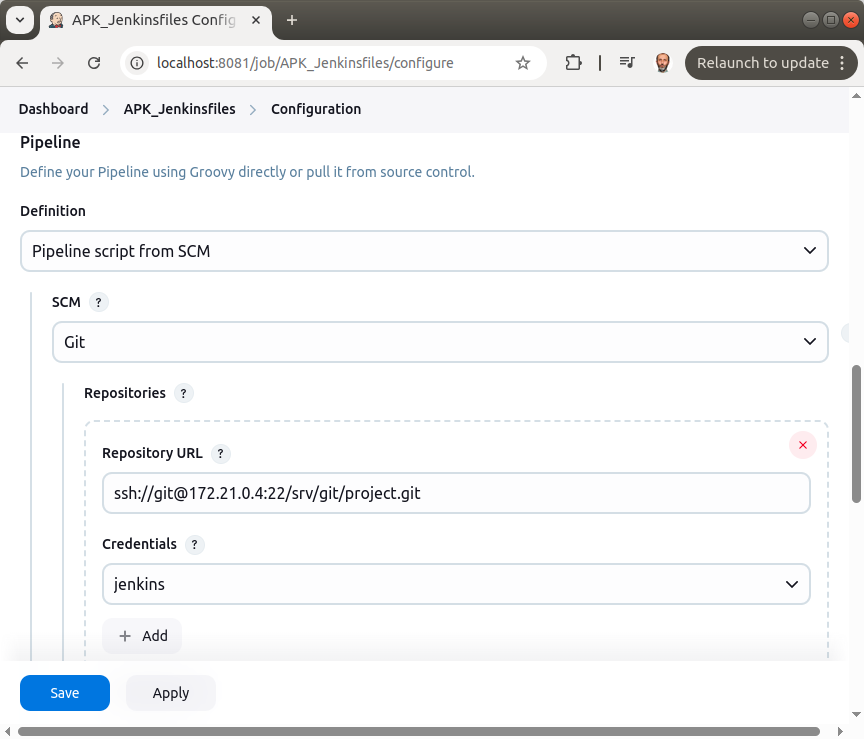 APK_Jenkinsfiles Config
localhost:8081/job/APK_Jenkinsfiles/configure
Relaunch to update
Dashboard > APK_Jenkinsfiles > Configuration
Pipeline
Define your Pipeline using Groovy directly or pull it from source control.
Definition
Pipeline script from SCM
SCM ?
Git
Repositories ?
Repository URL ?
ssh://git@172.21.0.4:22/srv/git/project.git
Credentials ?
jenkins
+ Add
Save Apply